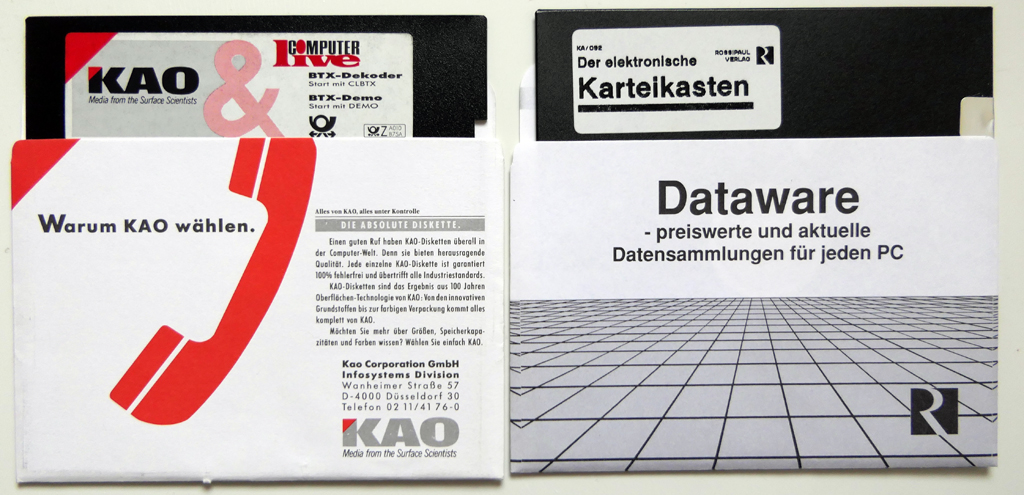 KAO
Media from the Surface Scientists
&
COMPUTER
live
BTX-Dekoder
Start mit CLBTX
BTX-Demo
Start mit DEMO
Z A013
875A
Warum KAO wählen.
Alles von KAO, alles unter Kontrolle
DIE ABSOLUTE DISKETTE.
Einen guten Ruf haben KAO-Disketten überall in
der Computer-Welt. Denn sie bieten herausragende
Qualität. Jede einzelne KAO-Diskette ist garantiert
100% fehlerfrei und übertrifft alle Industriestandards.
KAO-Disketten sind das Ergebnis aus 100 Jahren
Oberflächen-Technologie von KAO: Von den innovativen
Grundstoffen bis zur farbigen Verpackung kommt alles
komplett von KAO.
Möchten Sie mehr über Größen, Speicherkapa-
zitäten und Farben wissen? Wählen Sie einfach KAO.
Kao Corporation GmbH
Infosystems Division
Wanheimer Straße 57
D-4000 Düsseldorf 30
Telefon 02 11/41 76-0
KAO
Media from the Surface Scientists
KA/092
Der elektronische
Karteikasten
ROSSIPAUL
VERLAG
R
Dataware
- preiswerte und aktuelle
Datensammlungen für jeden PC
R